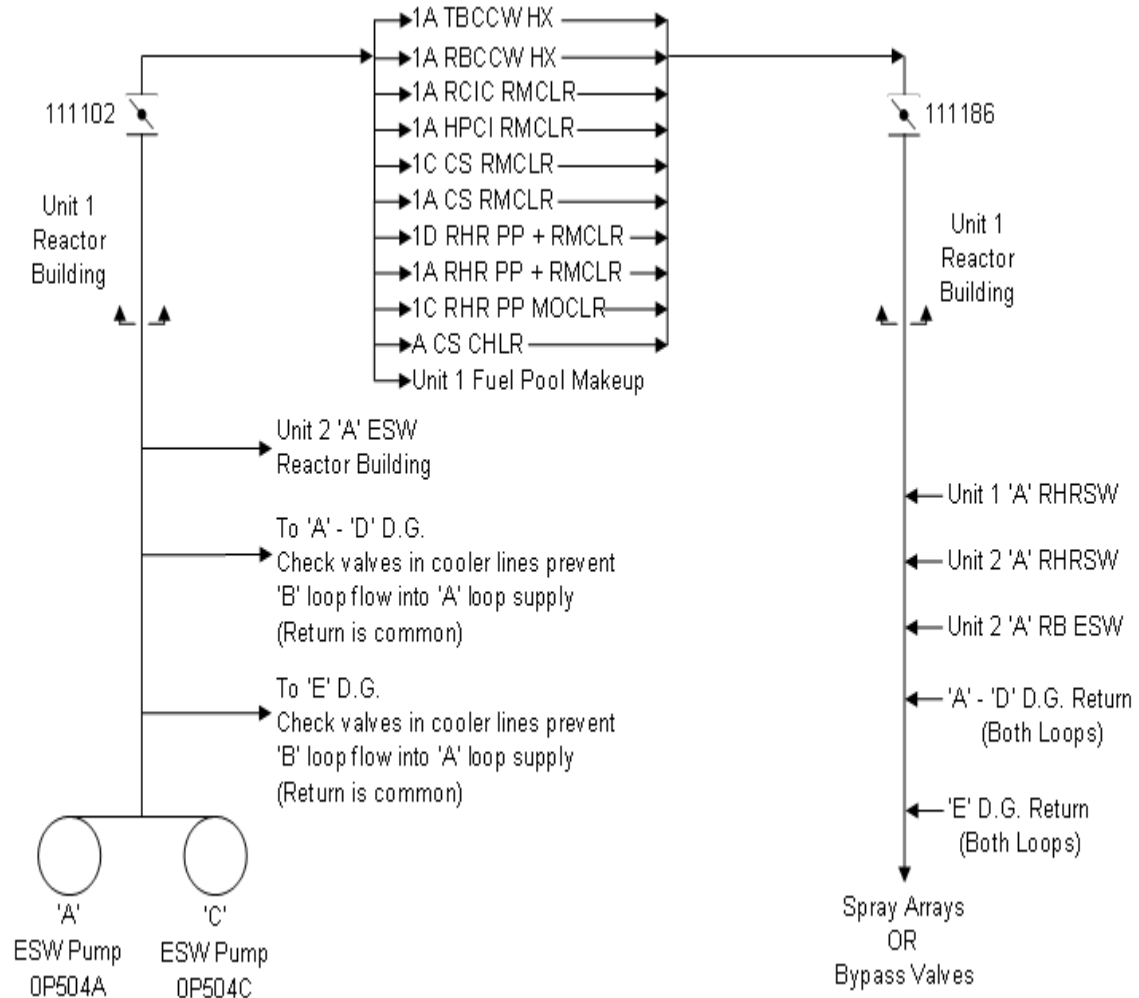 1A TBCCW HX
1A RBCCW HX
1A RCIC RMCLR
1A HPCI RMCLR
1C CS RMCLR
1A CS RMCLR
1D RHR PP + RMCLR
1A RHR PP + RMCLR
1C RHR PP MOCLR
A CS CHLR
Unit 1 Fuel Pool Makeup
111102
Unit 1
Reactor
Building
111186
Unit 1
Reactor
Building
Unit 2 'A' ESW
Reactor Building
To 'A' - 'D' D.G.
Check valves in cooler lines prevent
'B' loop flow into 'A' loop supply
(Return is common)
To 'E' D.G.
Check valves in cooler lines prevent
'B' loop flow into 'A' loop supply
(Return is common)
Unit 1 'A' RHRSW
Unit 2 'A' RHRSW
Unit 2 'A' RB ESW
'A' - 'D' D.G. Return
(Both Loops)
'E' D.G. Return
(Both Loops)
'A'
ESW Pump
0P504A
'C'
ESW Pump
0P504C
Spray Arrays
OR
Bypass Valves